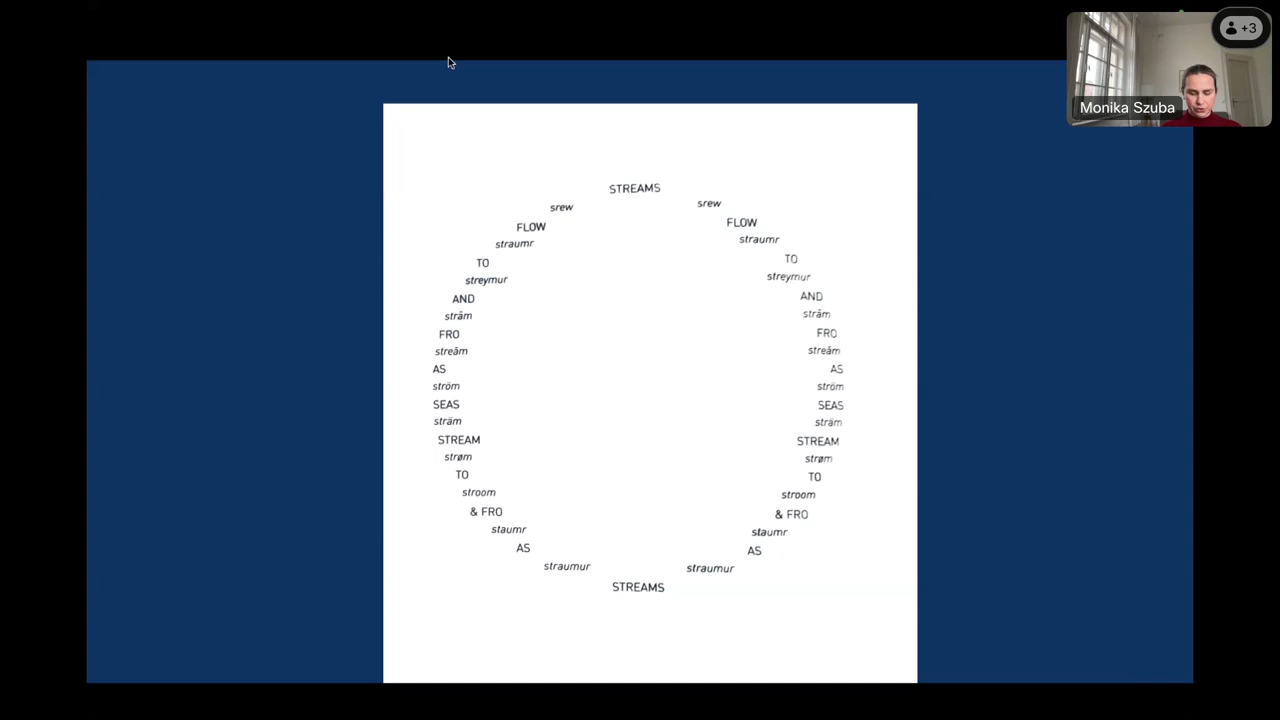 +3
Monika Szuba
STREAMS
srew srew
FLOW FLOW
straumr straumr
TO TO
streymur streymur
AND AND
strām strām
FRO FRO
streām streām
AS AS
ström ström
SEAS SEAS
sträm sträm
STREAM STREAM
strøm strøm
TO TO
stroom stroom
& FRO & FRO
staumr staumr
AS AS
straumur straumur
STREAMS